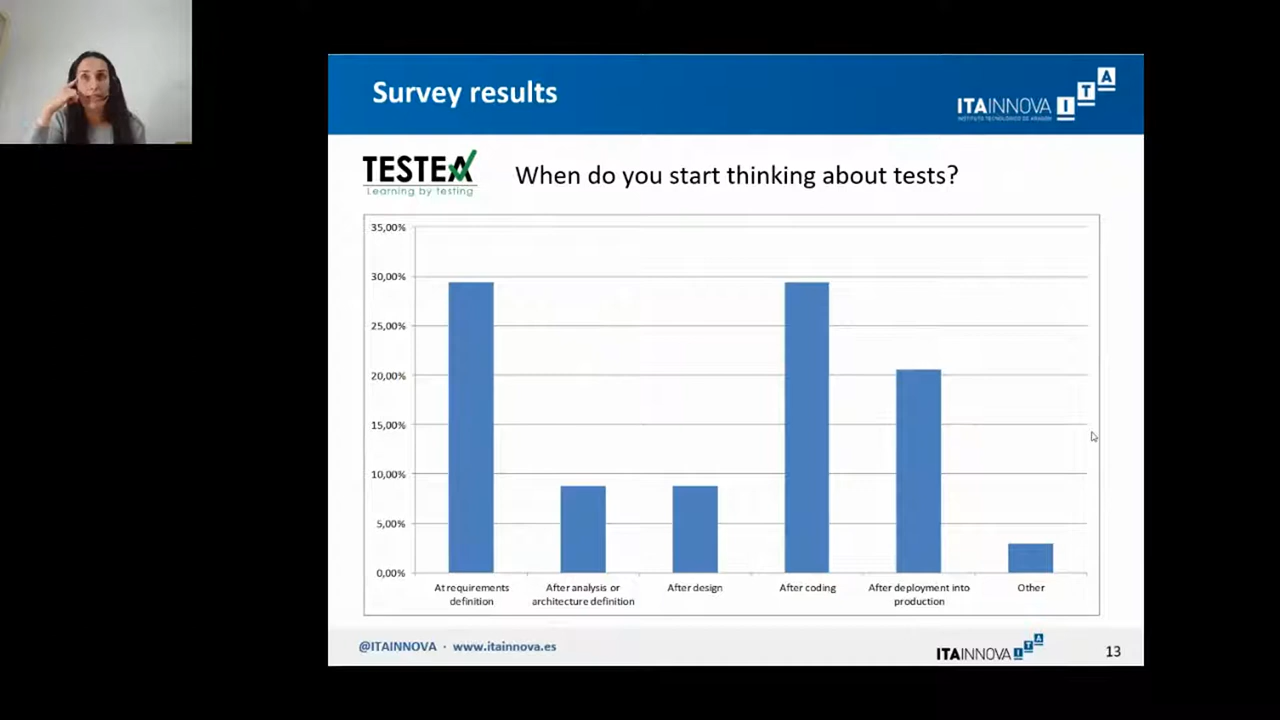 Survey results
ITAINNOVA
INSTITUTO TECNOLÓGICO DE ARAGÓN
I T A
TESTEA
Learning by testing
When do you start thinking about tests?
35,00%
30,00%
25,00%
20,00%
15,00%
10,00%
5,00%
0,00%
At requirements definition
After analysis or architecture definition
After design
After coding
After deployment into production
Other
@ITAINNOVA · www.itainnova.es
ITAINNOVA I T A
13